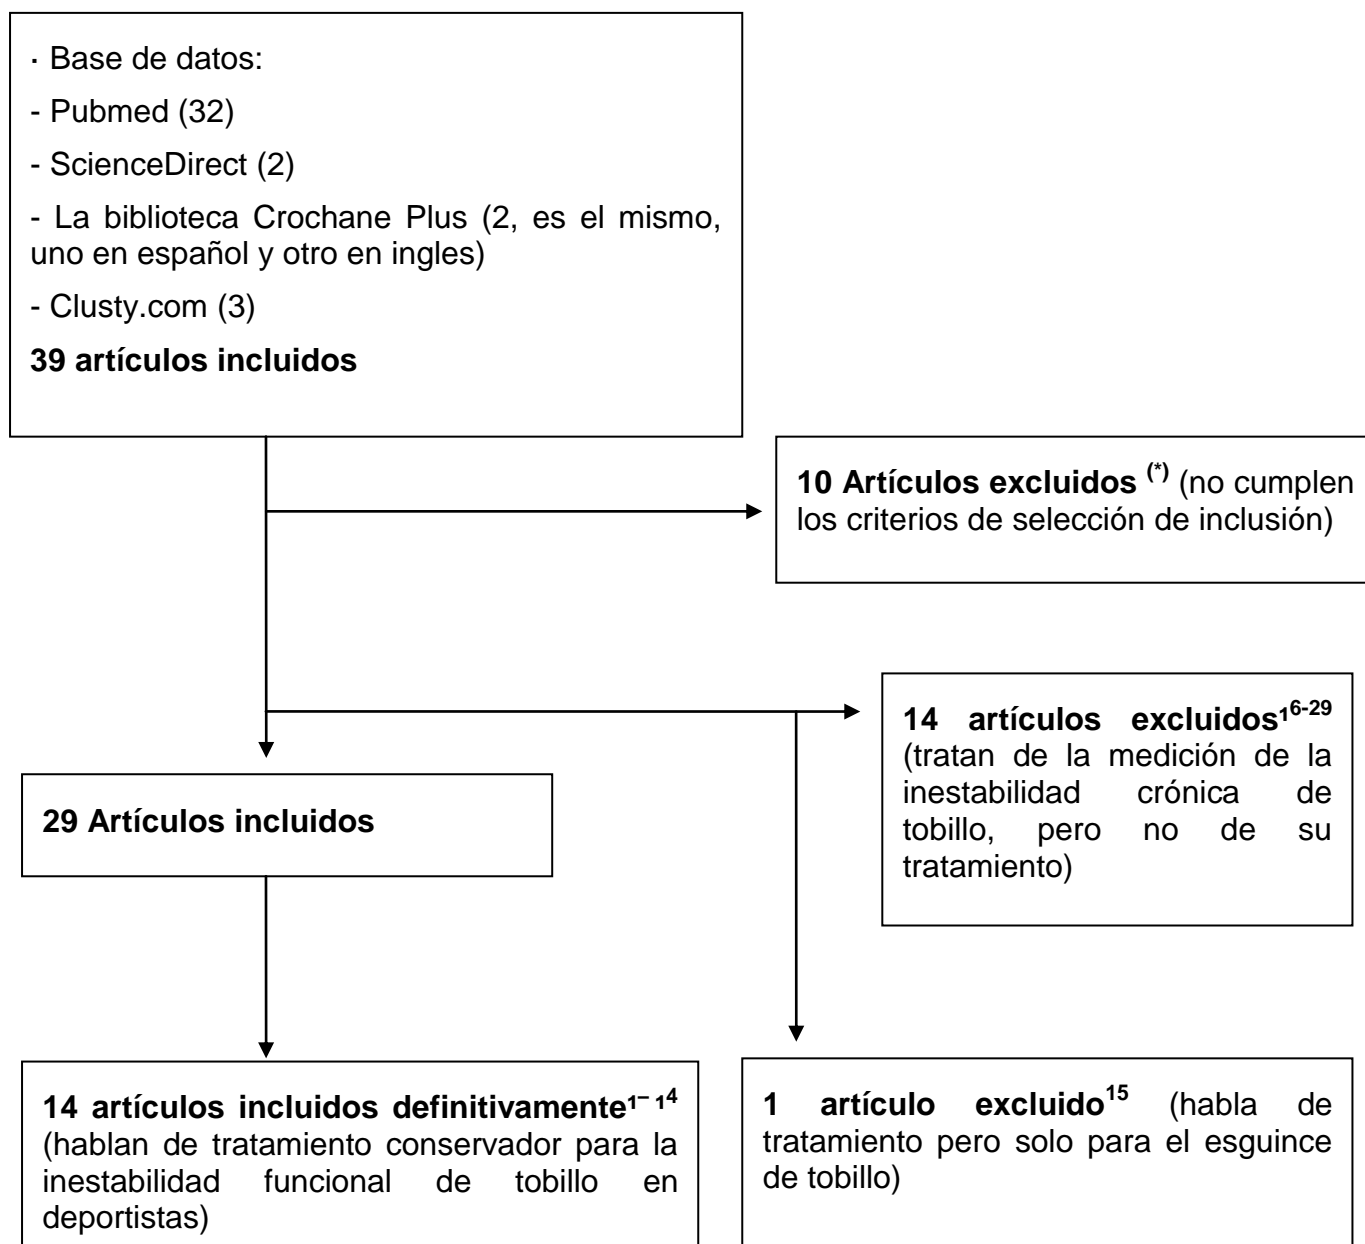 · Base de datos:
- Pubmed (32)
- ScienceDirect (2)
- La biblioteca Crochane Plus (2, es el mismo,
uno en español y otro en ingles)
- Clusty.com (3)
39 artículos incluidos
10 Artículos excluidos (*) (no cumplen
los criterios de selección de inclusión)
14 artículos excluidos¹⁶⁻²⁹
(tratan de la medición de la
inestabilidad crónica de
tobillo, pero no de su
tratamiento)
29 Artículos incluidos
14 artículos incluidos definitivamente¹⁻ ¹⁴
(hablan de tratamiento conservador para la
inestabilidad funcional de tobillo en
deportistas)
1 artículo excluido¹⁵ (habla de
tratamiento pero solo para el esguince
de tobillo)